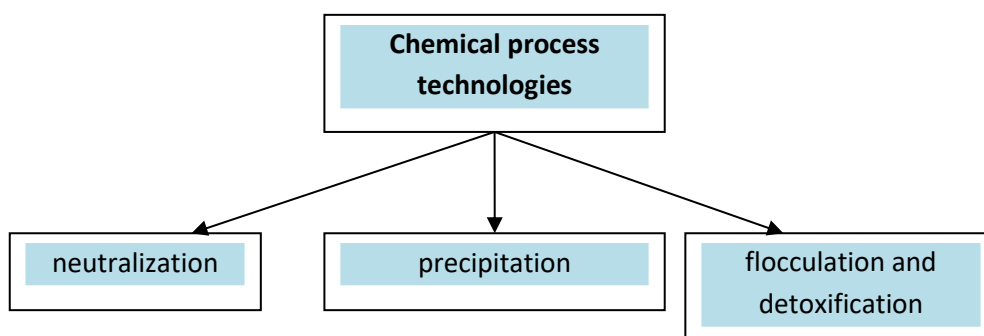 Chemical process
technologies
neutralization
precipitation
flocculation and
detoxification